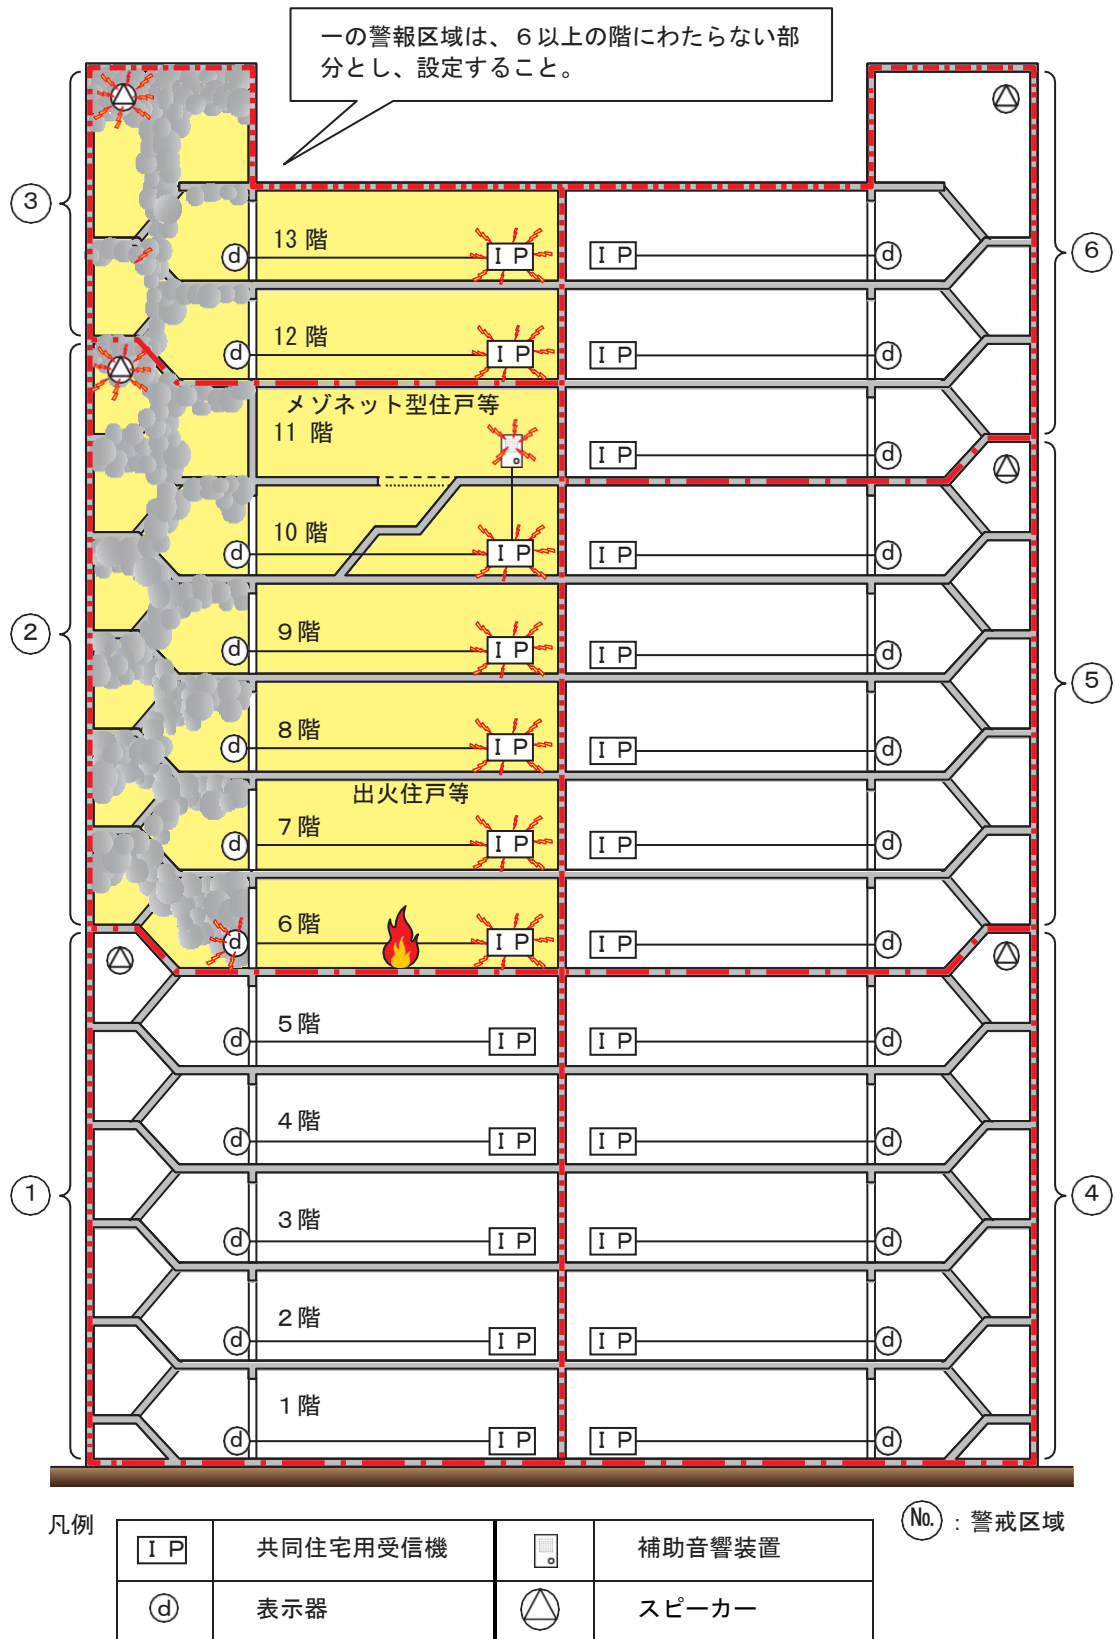 一の警報区域は、6以上の階にわたらない部
分とし、設定すること。
③
⑥
13 階
ⓓ
I P
I P
ⓓ
12 階
ⓓ
I P
I P
ⓓ
メゾネット型住戸等
11 階
I P
ⓓ
10 階
ⓓ
I P
I P
ⓓ
②
9 階
ⓓ
I P
I P
ⓓ
⑤
8 階
ⓓ
I P
I P
ⓓ
出火住戸等
7 階
ⓓ
I P
I P
ⓓ
6 階
ⓓ
I P
I P
ⓓ
5 階
ⓓ
I P
I P
ⓓ
4 階
ⓓ
I P
I P
ⓓ
①
④
3 階
ⓓ
I P
I P
ⓓ
2 階
ⓓ
I P
I P
ⓓ
1 階
ⓓ
I P
I P
ⓓ
凡例
No. : 警戒区域
I P 共同住宅用受信機 補助音響装置
ⓓ 表示器 スピーカー